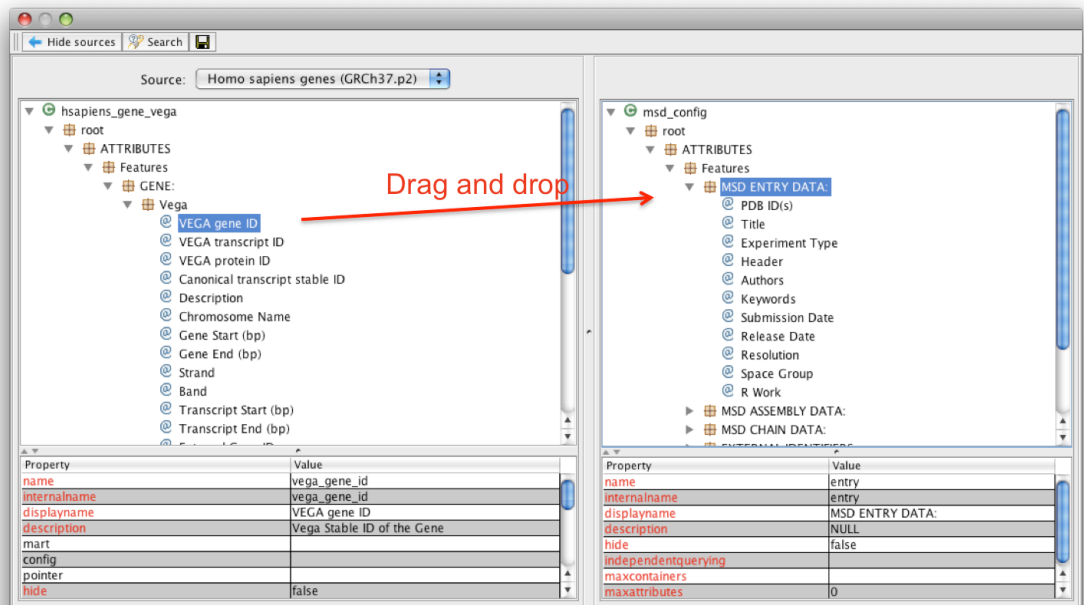 Hide sources Search
Source: Homo sapiens genes (GRCh37.p2)
hsapiens_gene_vega
root
ATTRIBUTES
Features
GENE:
Vega
@ VEGA gene ID
@ VEGA transcript ID
@ VEGA protein ID
@ Canonical transcript stable ID
@ Description
@ Chromosome Name
@ Gene Start (bp)
@ Gene End (bp)
@ Strand
@ Band
@ Transcript Start (bp)
@ Transcript End (bp)
Property Value
name vega_gene_id
internalname vega_gene_id
displayname VEGA gene ID
description Vega Stable ID of the Gene
mart
config
pointer
hide false
Drag and drop
msd_config
root
ATTRIBUTES
Features
MSD ENTRY DATA:
@ PDB ID(s)
@ Title
@ Experiment Type
@ Header
@ Authors
@ Keywords
@ Submission Date
@ Release Date
@ Resolution
@ Space Group
@ R Work
MSD ASSEMBLY DATA:
MSD CHAIN DATA:
EXTERNAL IDENTIFIERS
Property Value
name entry
internalname entry
displayname MSD ENTRY DATA:
description NULL
hide false
independentquerying
maxcontainers
maxattributes 0